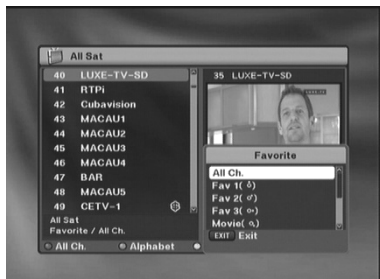 All Sat
40 LUXE-TV-SD
41 RTPi
42 Cubavision
43 MACAU1
44 MACAU2
45 MACAU3
46 MACAU4
47 BAR
48 MACAU5
49 CETV-1
All Sat
Favorite / All Ch.
All Ch.
Alphabet
35 LUXE-TV-SD
Favorite
All Ch.
Fav 1(♁)
Fav 2(♂)
Fav 3(⚩)
Movie(
EXIT Exit